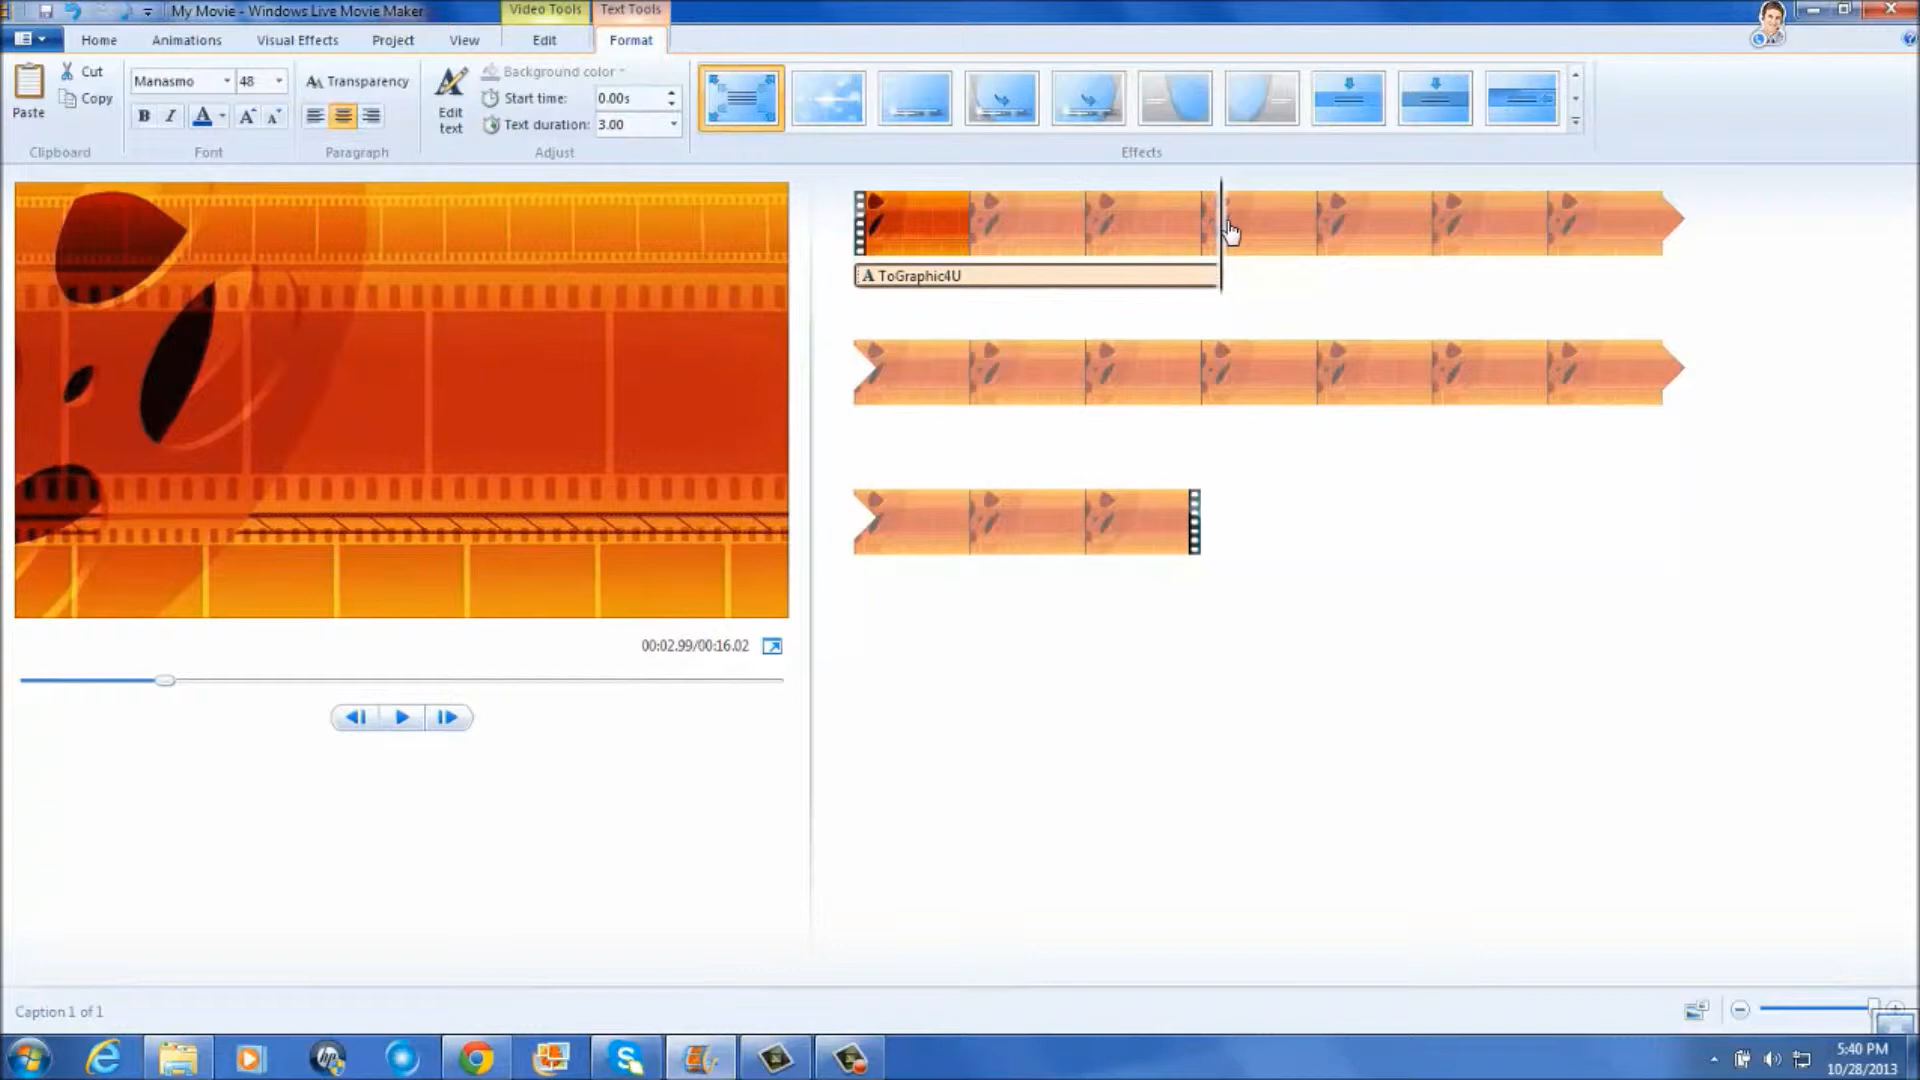 My Movie - Windows Live Movie Maker
Video Tools
Text Tools
Home
Animations
Visual Effects
Project
View
Edit
Format
Paste
Cut
Copy
Clipboard
Manasmo
48
B I A A A
Font
Transparency
Paragraph
Edit text
Background color
Start time: 0.00s
Text duration: 3.00
Adjust
Effects
A ToGraphic4U
00:02.99/00:16.02
Caption 1 of 1
5:40 PM
10/28/2013